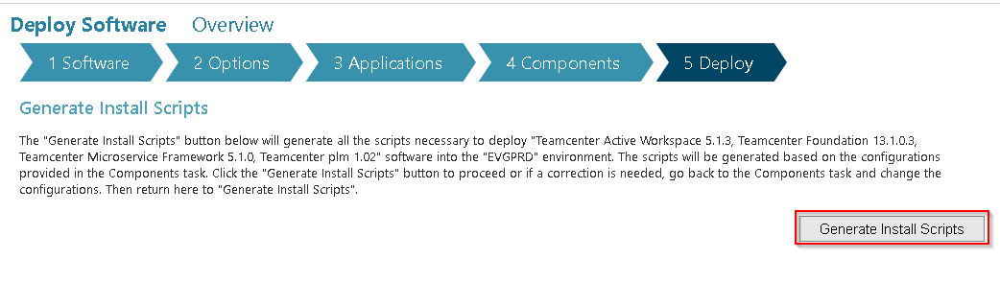 Deploy Software Overview
1 Software 2 Options 3 Applications 4 Components 5 Deploy
Generate Install Scripts
The "Generate Install Scripts" button below will generate all the scripts necessary to deploy "Teamcenter Active Workspace 5.1.3, Teamcenter Foundation 13.1.0.3,
Teamcenter Microservice Framework 5.1.0, Teamcenter plm 1.02" software into the "EVGPRD" environment. The scripts will be generated based on the configurations
provided in the Components task. Click the "Generate Install Scripts" button to proceed or if a correction is needed, go back to the Components task and change the
configurations. Then return here to "Generate Install Scripts".
Generate Install Scripts